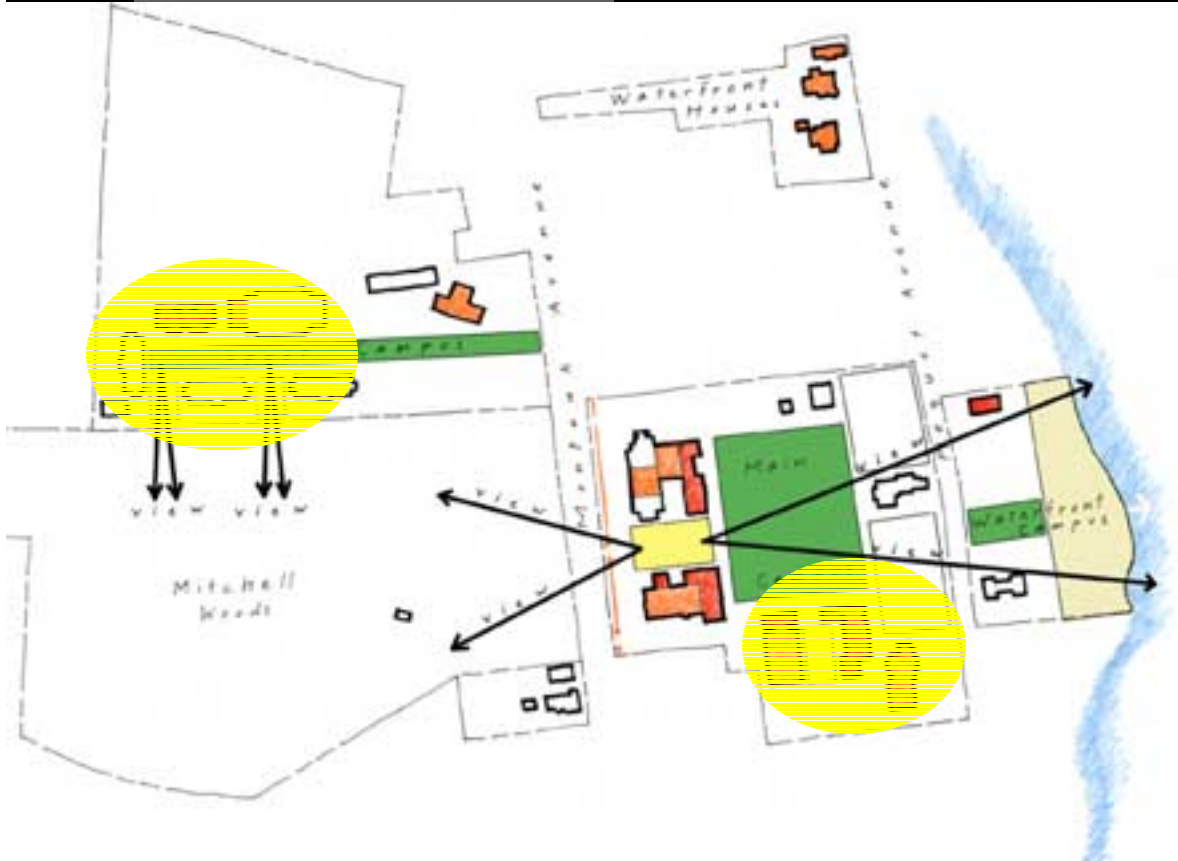 Waterfront
Houses
Avenue
Avenue
Campus
Main
view
view
view
view
view
view
Waterfront
Campus
Mitchell
Woods